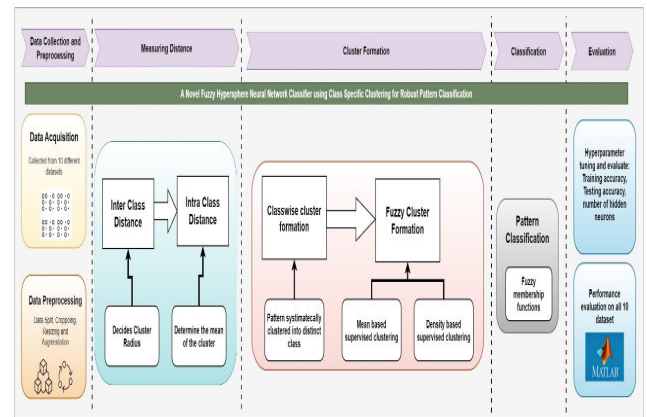 Data Collection and
Preprocessing
Measuring Distance
Cluster Formation
Classification
Evaluation
A Novel Fuzzy Hypersphere Neural Network Classifier using Class Specific Clustering for Robust Pattern Classification
Data Acquisition
Collected from 10 different
datasets
Data Preprocessing
Data Split, Cropping,
Resizing and
Augmentation
Inter Class
Distance
Intra Class
Distance
Decides Cluster
Radius
Determine the mean
of the cluster
Classwise cluster
formation
Fuzzy Cluster
Formation
Pattern systimatecally
clustered into distinct
class
Mean based
supervised clustering
Density based
supervised clustering
Pattern
Classification
Fuzzy
membership
functions
Hyperparameter
tuning and evaluate:
Training accuracy,
Testing accuracy,
number of hidden
neurons
Performance
evaluation on all 10
dataset
MATLAB